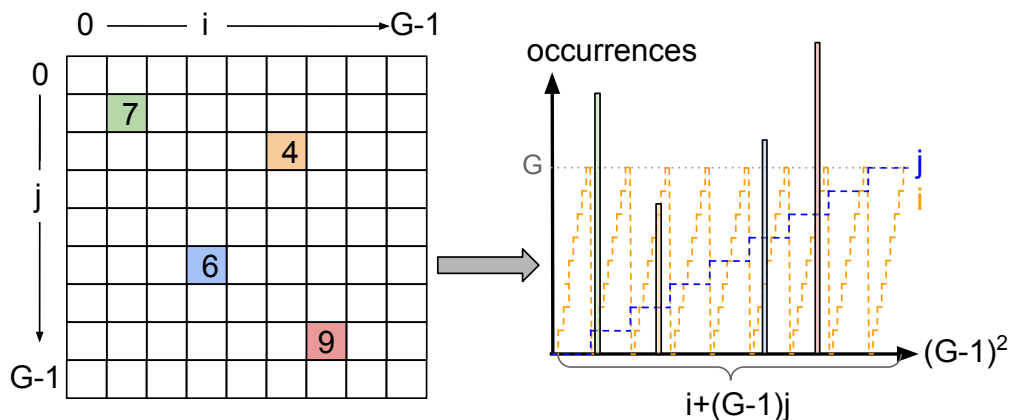 0 i G-1
0
j
G-1
7
4
6
9
occurrences
G
j
i
(G-1)²
i+(G-1)j